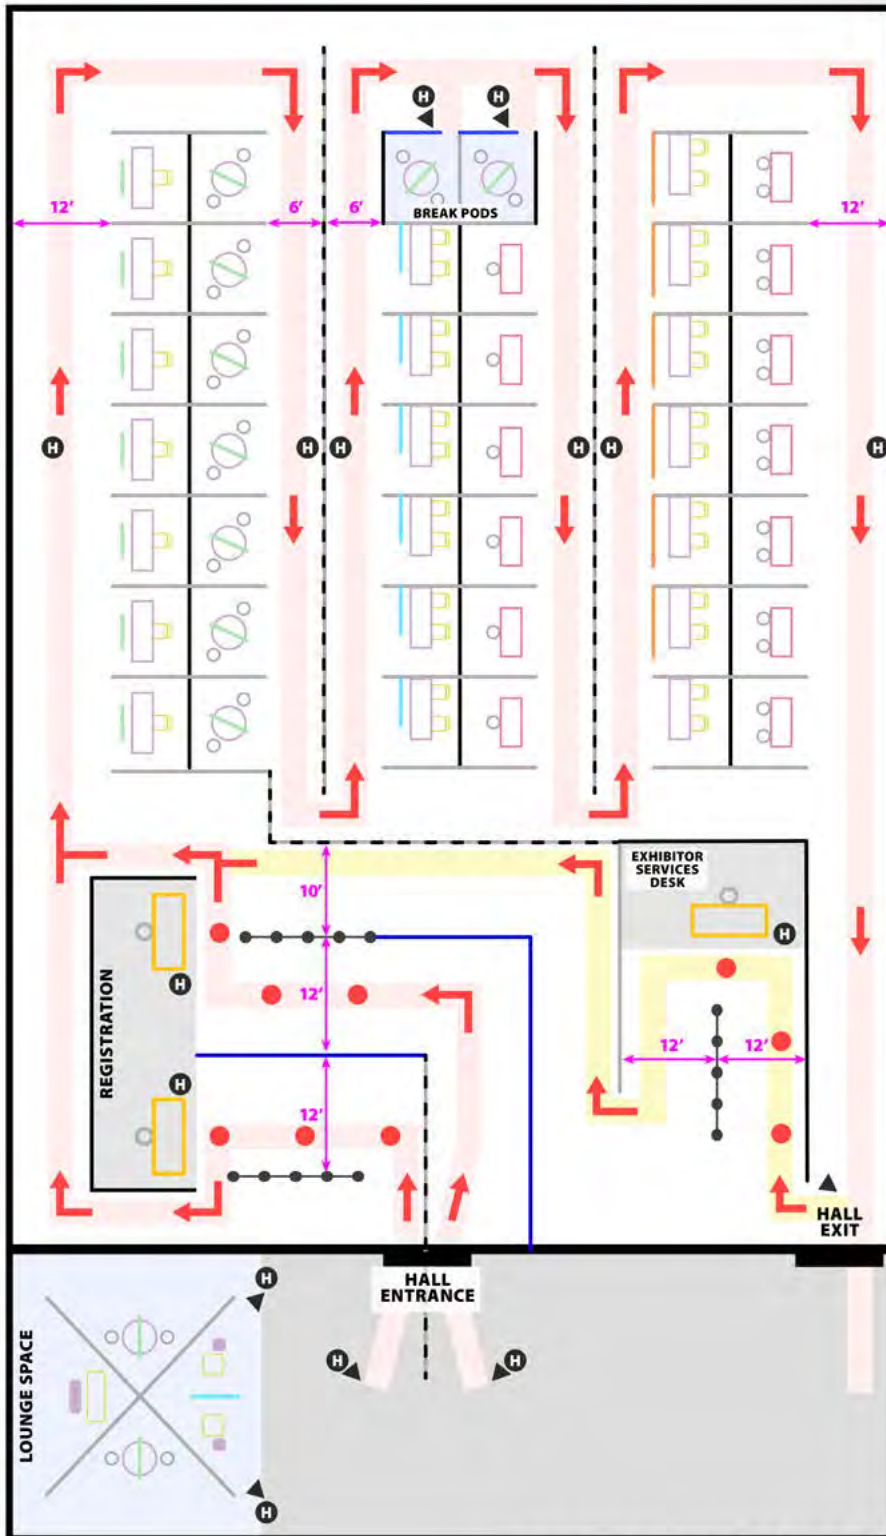 H
H
BREAK PODS
12'
6'
6'
12'
H
H
H
H
H
H
EXHIBITOR
SERVICES
DESK
10'
H
REGISTRATION
H
12'
12'
12'
H
12'
HALL
EXIT
HALL
ENTRANCE
LOUNGE SPACE
H
H
H
H